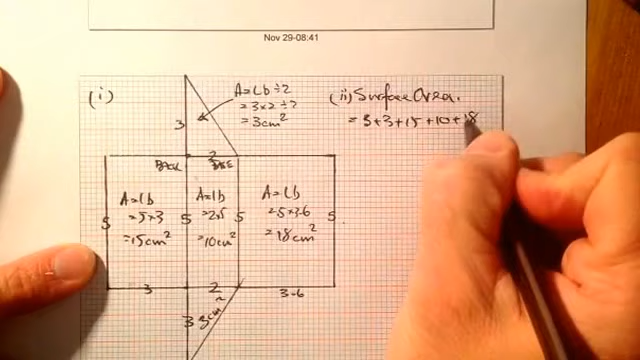 Nov 29-08:41
(i)
A=Lb÷2
=3×2÷2
=3cm²
3
(ii) Surface Area.
=3+3+15+10+18
2
BACK
BASE
A=Lb
=5×3
=15cm²
A=Lb
=2×5
=10cm²
A=Lb
=5×3.6
=18cm²
5
5
5
5
3
2
3.6
3
3cm²